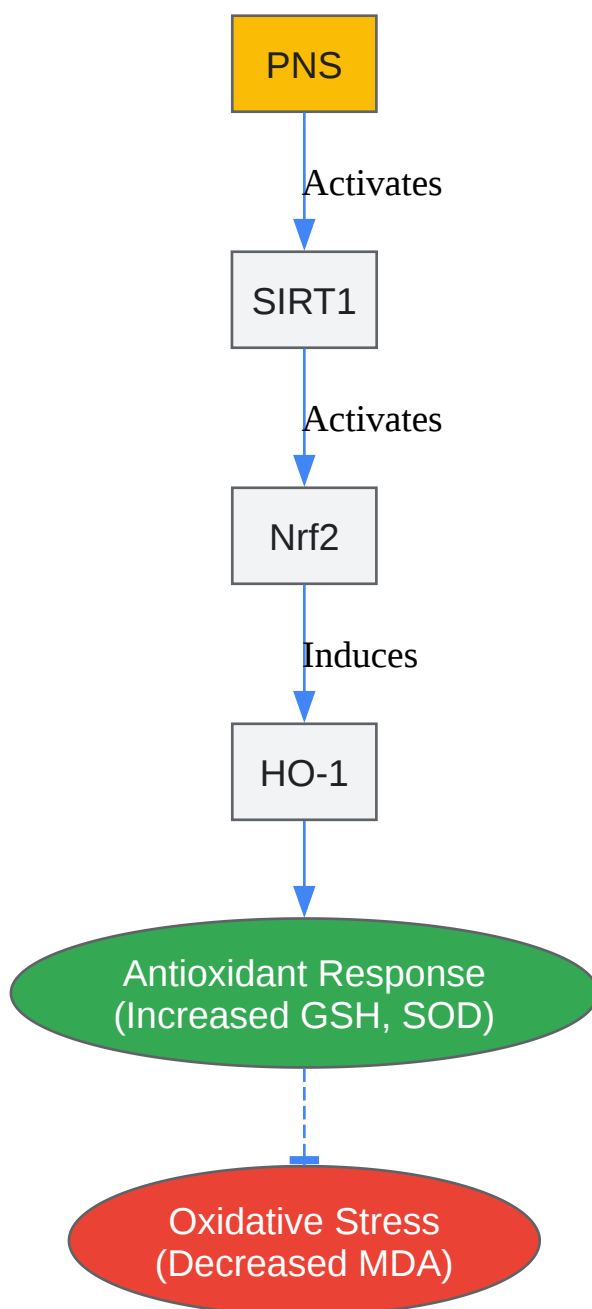 PNS
Activates
SIRT1
Activates
Nrf2
Induces
HO-1
Antioxidant Response
(Increased GSH, SOD)
Oxidative Stress
(Decreased MDA)